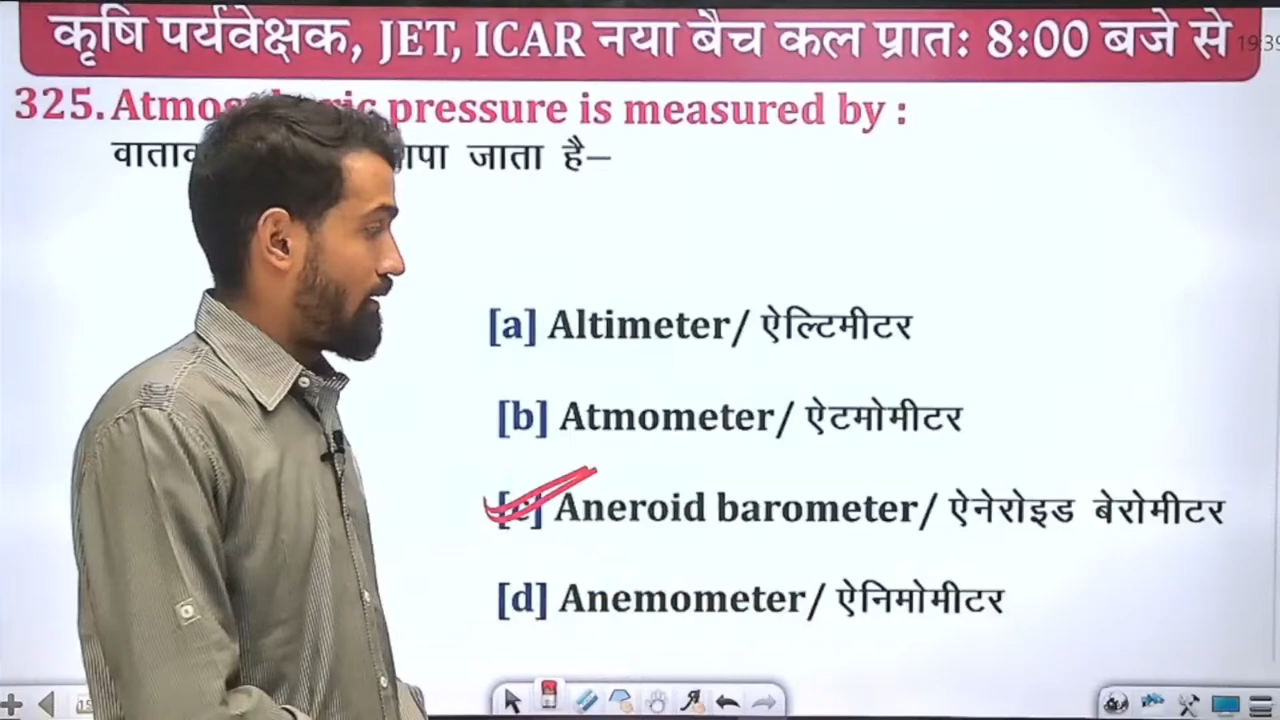 कृषि पर्यवेक्षक, JET, ICAR नया बैच कल प्रातः 8:00 बजे से
325. pressure is measured by :
जाता है–
[a] Altimeter/ ऐल्टिमीटर
[b] Atmometer/ ऐटमोमीटर
[c] Aneroid barometer/ ऐनेरोइड बेरोमीटर
[d] Anemometer/ ऐनिमोमीटर